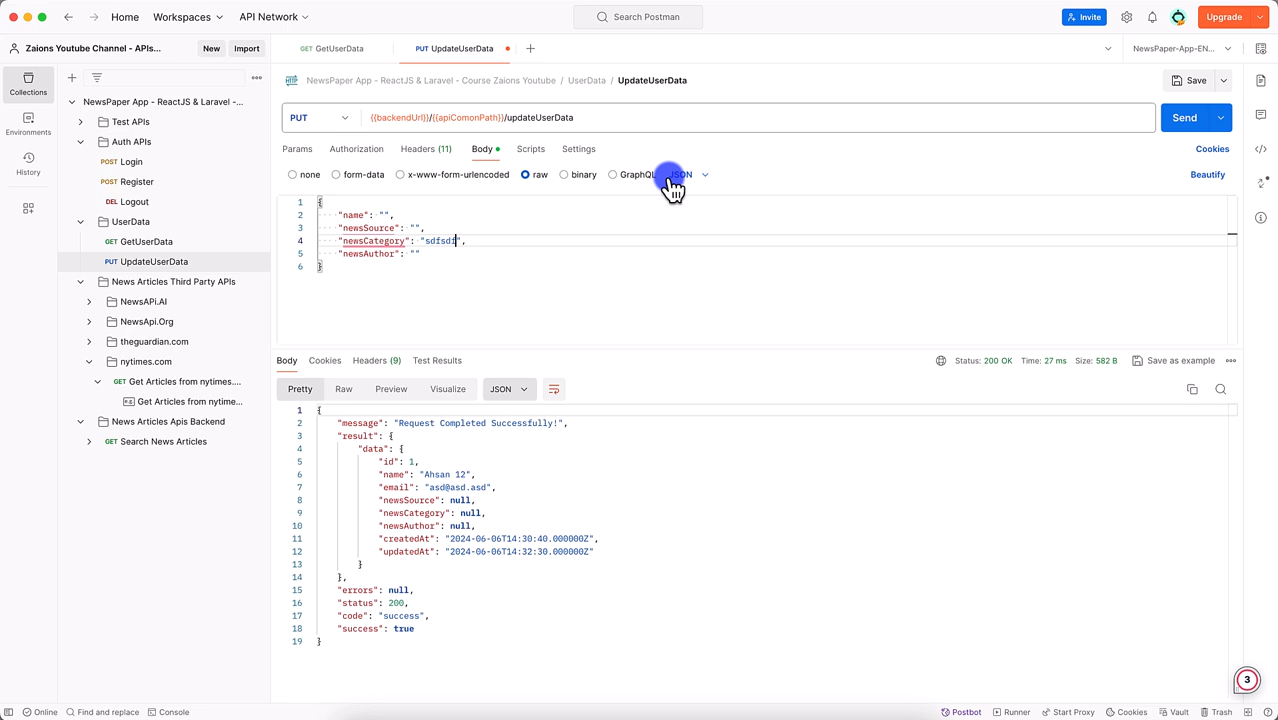 Home
Workspaces
API Network
Search Postman
Invite
Upgrade
Zaions Youtube Channel - APIs...
New
Import
GetUserData
PUT UpdateUserData
NewsPaper-App-EN...
Collections
Environments
History
NewsPaper App - ReactJS & Laravel -...
Test APIs
Auth APIs
POST Login
POST Register
DEL Logout
UserData
GET GetUserData
PUT UpdateUserData
News Articles Third Party APIs
NewsAPi.AI
NewsApi.Org
theguardian.com
nytimes.com
GET Get Articles from nytimes....
Get Articles from nytime...
News Articles Apis Backend
GET Search News Articles
HTTP NewsPaper App - ReactJS & Laravel - Course Zaions Youtube / UserData / UpdateUserData
Save
PUT
{{backendUrl}}/{{apiComonPath}}/updateUserData
Send
Params
Authorization
Headers (11)
Body
Scripts
Settings
Cookies
none
form-data
x-www-form-urlencoded
raw
binary
GraphQL
JSON
Beautify
1 {
2 "name": "",
3 "newsSource": "",
4 "newsCategory": "sdfsdf",
5 "newsAuthor": ""
6 }
Body
Cookies
Headers (9)
Test Results
Status: 200 OK
Time: 27 ms
Size: 582 B
Save as example
Pretty
Raw
Preview
Visualize
JSON
1 {
2 "message": "Request Completed Successfully!",
3 "result": {
4 "data": {
5 "id": 1,
6 "name": "Ahsan 12",
7 "email": "asd@asd.asd",
8 "newsSource": null,
9 "newsCategory": null,
10 "newsAuthor": null,
11 "createdAt": "2024-06-06T14:30:40.000000Z",
12 "updatedAt": "2024-06-06T14:32:30.000000Z"
13 }
14 },
15 "errors": null,
16 "status": 200,
17 "code": "success",
18 "success": true
19 }
3
Online
Find and replace
Console
Postbot
Runner
Start Proxy
Cookies
Vault
Trash